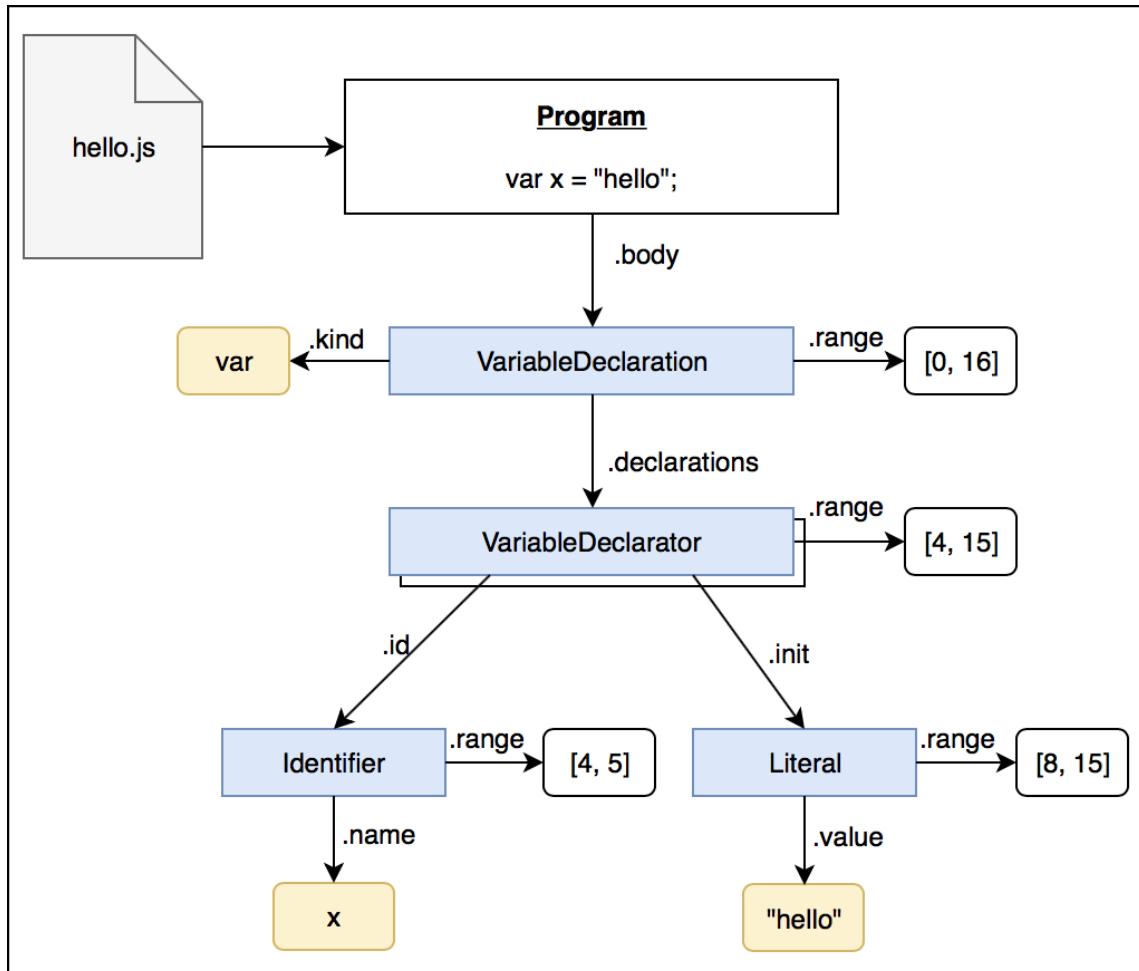 hello.js
Program
var x = "hello";
.body
var
.kind
VariableDeclaration
.range
[0, 16]
.declarations
VariableDeclarator
.range
[4, 15]
.id
.init
Identifier
.range
[4, 5]
Literal
.range
[8, 15]
.name
.value
x
"hello"